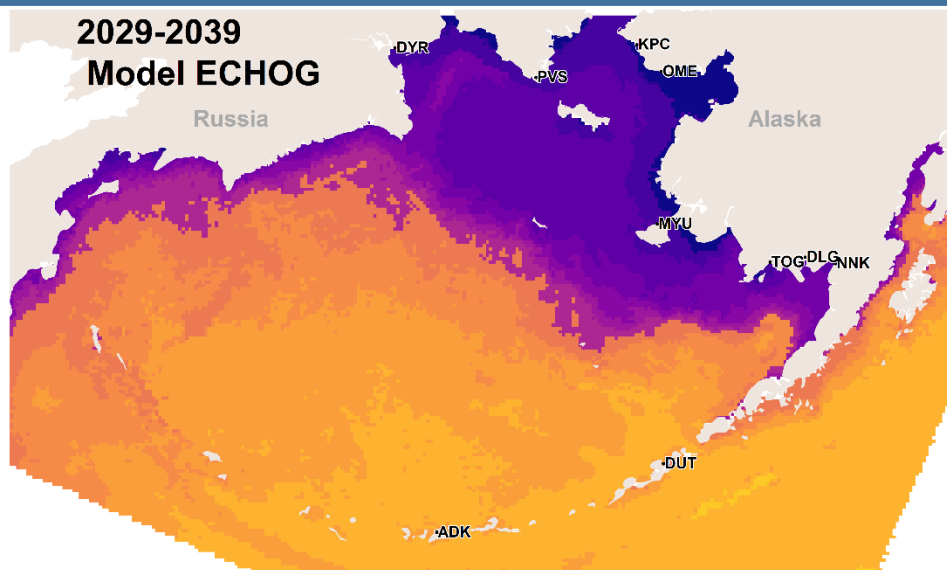 2029-2039
Model ECHOG
DYR
KPC
OME
PVS
Russia
Alaska
MYU
TOG
DLG
NNK
DUT
ADK